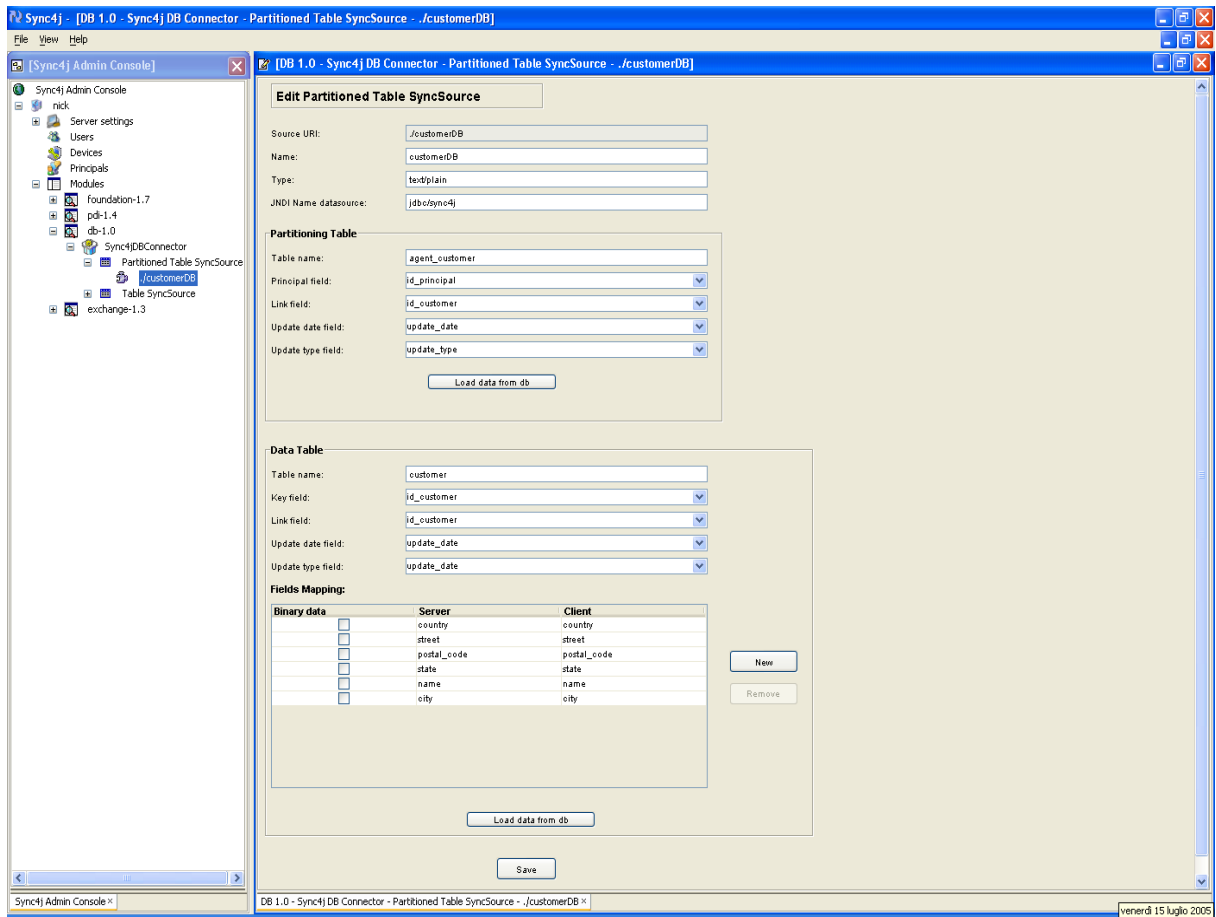 Sync4j - [DB 1.0 - Sync4j DB Connector - Partitioned Table SyncSource - ./customerDB]
File View Help
[Sync4j Admin Console]
Sync4j Admin Console
nick
Server settings
Users
Devices
Principals
Modules
foundation-1.7
pdi-1.4
db-1.0
Sync4jDBConnector
Partitioned Table SyncSource
./customerDB
Table SyncSource
exchange-1.3
Sync4j Admin Console ×
[DB 1.0 - Sync4j DB Connector - Partitioned Table SyncSource - ./customerDB]
Edit Partitioned Table SyncSource
Source URI: ./customerDB
Name: customerDB
Type: text/plain
JNDI Name datasource: jdbc/sync4j
Partitioning Table
Table name: agent_customer
Principal field: id_principal
Link field: id_customer
Update date field: update_date
Update type field: update_type
Load data from db
Data Table
Table name: customer
Key field: id_customer
Link field: id_customer
Update date field: update_date
Update type field: update_date
Fields Mapping:
Binary data Server Client
country country
street street
postal_code postal_code
state state
name name
city city
New
Remove
Load data from db
Save
DB 1.0 - Sync4j DB Connector - Partitioned Table SyncSource - ./customerDB ×
venerdì 15 luglio 2005